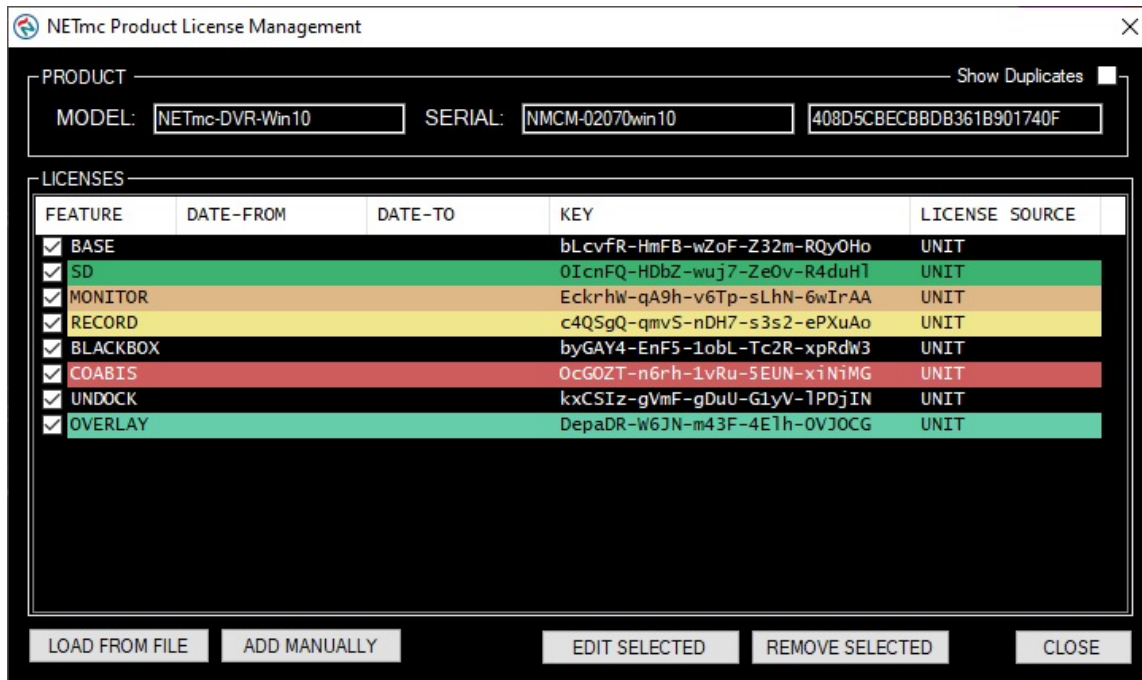 NETmc Product License Management
PRODUCT Show Duplicates
MODEL: NETmc-DVR-Win10 SERIAL: NMCM-02070win10 408D5CBECBBDB361B901740F
LICENSES
FEATURE DATE-FROM DATE-TO KEY LICENSE SOURCE
BASE bLcvfR-HmFB-wZoF-Z32m-RQyOHo UNIT
SD OIcnFQ-HDbZ-wuj7-ZeOv-R4duHl UNIT
MONITOR EckrhW-qA9h-v6Tp-sLhN-6wIrAA UNIT
RECORD c4QSgQ-qmvS-nDH7-s3s2-ePXuAo UNIT
BLACKBOX byGAY4-EnF5-1obL-Tc2R-xpRdW3 UNIT
COABIS OcGOZT-n6rh-1vRu-5EUN-xiNiMG UNIT
UNDOCK kxCSIz-gVmF-gDuU-G1yV-lPDjIN UNIT
OVERLAY DepaDR-W6JN-m43F-4Elh-OVJOCG UNIT
LOAD FROM FILE ADD MANUALLY EDIT SELECTED REMOVE SELECTED CLOSE